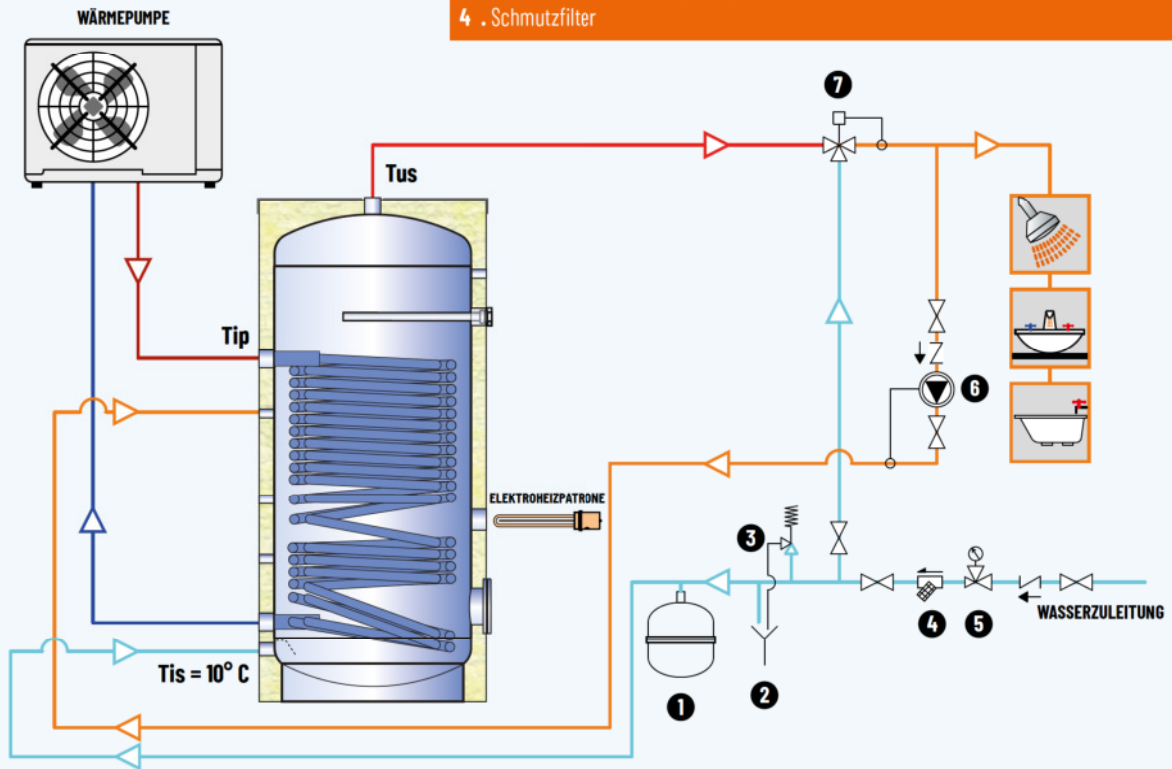 4 . Schmutzfilter
WÄRMEPUMPE
7
Tus
Tip
6
ELEKTROHEIZPATRONE
3
4
5
WASSERZULEITUNG
Tis = 10° C
1
2